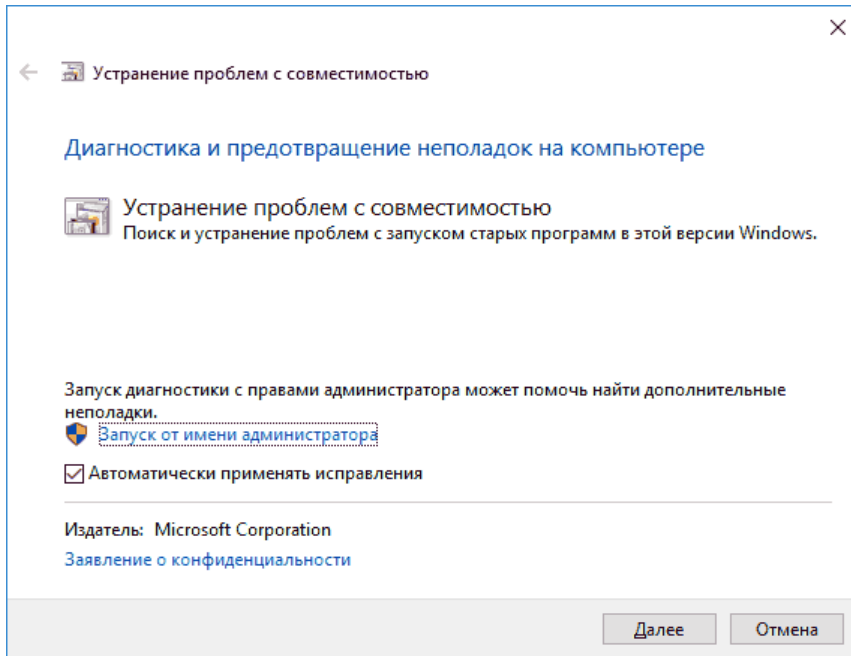 Устранение проблем с совместимостью
Диагностика и предотвращение неполадок на компьютере
Устранение проблем с совместимостью
Поиск и устранение проблем с запуском старых программ в этой версии Windows.
Запуск диагностики с правами администратора может помочь найти дополнительные
неполадки.
Запуск от имени администратора
Автоматически применять исправления
Издатель: Microsoft Corporation
Заявление о конфиденциальности
Далее
Отмена